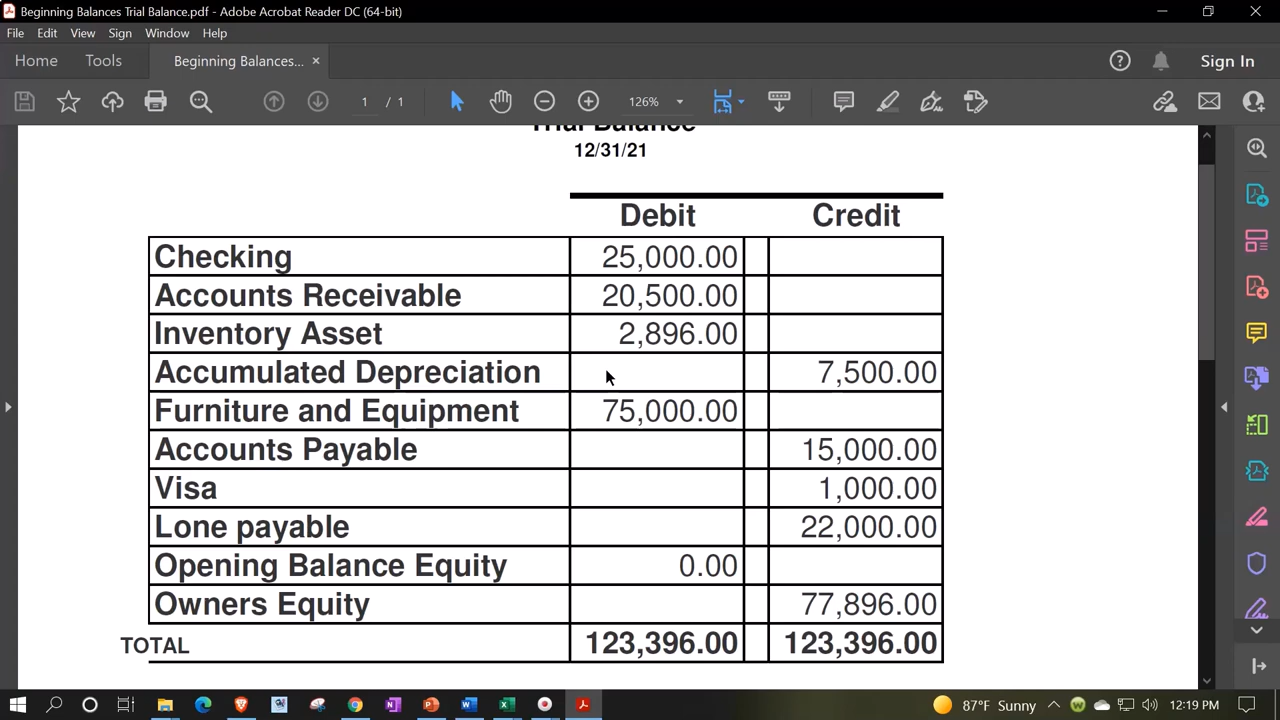 Beginning Balances Trial Balance.pdf - Adobe Acrobat Reader DC (64-bit)
File Edit View Sign Window Help
Home Tools Beginning Balances... × Sign In
1 / 1 126%
Trial Balance
12/31/21
Debit Credit
Checking 25,000.00
Accounts Receivable 20,500.00
Inventory Asset 2,896.00
Accumulated Depreciation 7,500.00
Furniture and Equipment 75,000.00
Accounts Payable 15,000.00
Visa 1,000.00
Lone payable 22,000.00
Opening Balance Equity 0.00
Owners Equity 77,896.00
TOTAL 123,396.00 123,396.00
87°F Sunny 12:19 PM